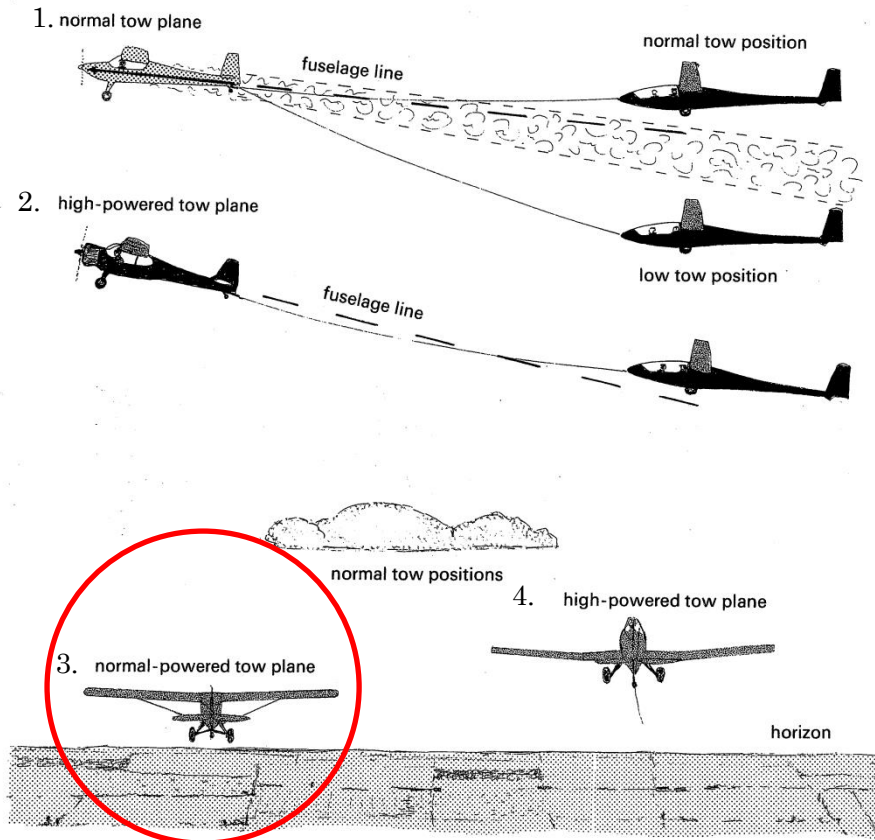 1. normal tow plane
normal tow position
fuselage line
2. high-powered tow plane
low tow position
fuselage line
normal tow positions
4. high-powered tow plane
3. normal-powered tow plane
horizon